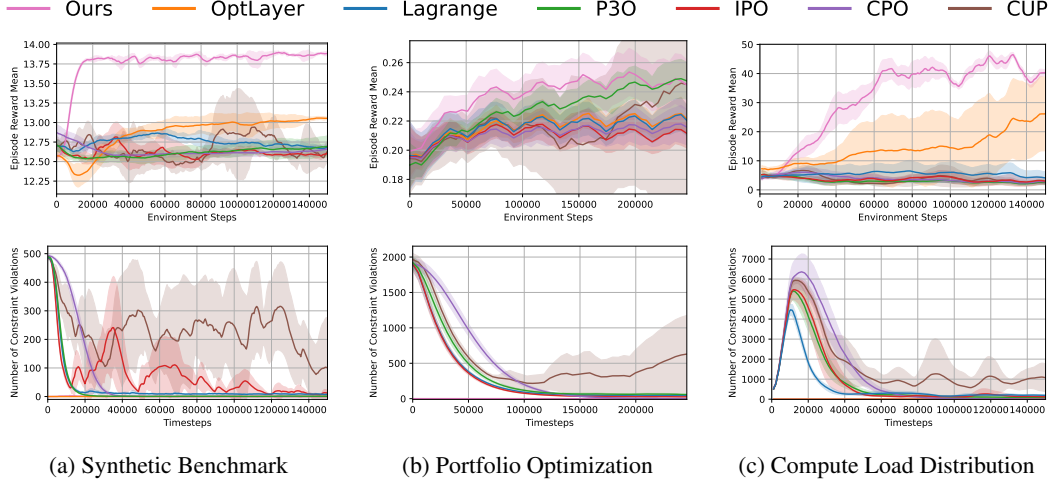 Ours OptLayer Lagrange P3O IPO CPO CUP
14.00
13.75
13.50
13.25
13.00
12.75
12.50
12.25
Episode Reward Mean
0 20000 40000 60000 80000 100000 120000 140000
Environment Steps
0.26
0.24
0.22
0.20
0.18
Episode Reward Mean
0 50000 100000 150000 200000
Environment Steps
50
40
30
20
10
0
Episode Reward Mean
0 20000 40000 60000 80000 100000 120000 140000
Environment Steps
500
400
300
200
100
0
Number of Constraint Violations
0 20000 40000 60000 80000 100000 120000 140000
Timesteps
2000
1500
1000
500
0
Number of Constraint Violations
0 50000 100000 150000 200000
Timesteps
7000
6000
5000
4000
3000
2000
1000
0
Number of Constraint Violations
0 20000 40000 60000 80000 100000 120000 140000
Timesteps
(a) Synthetic Benchmark
(b) Portfolio Optimization
(c) Compute Load Distribution